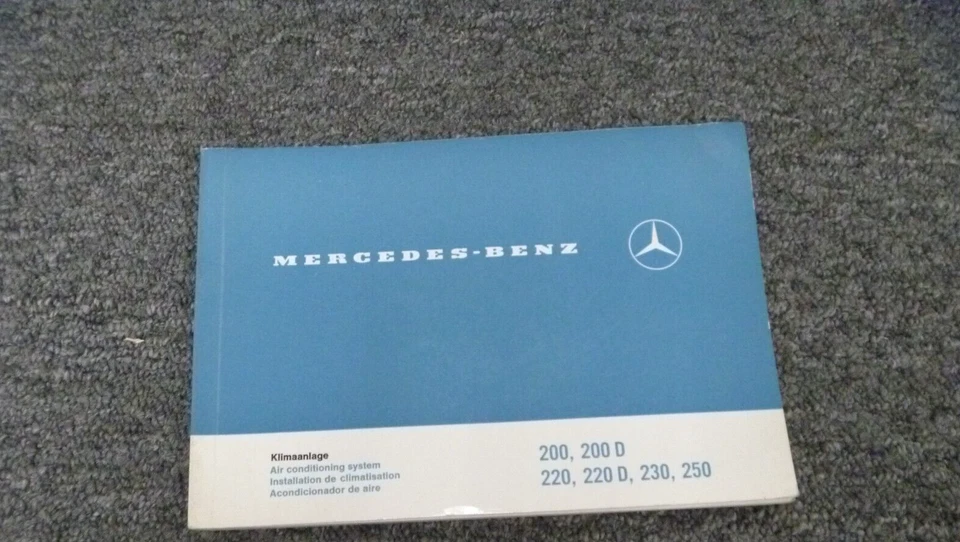 MERCEDES-BENZ
Klimaanlage
Air conditioning system
Installation de climatisation
Acondicionador de aire
200, 200 D
220, 220 D, 230, 250